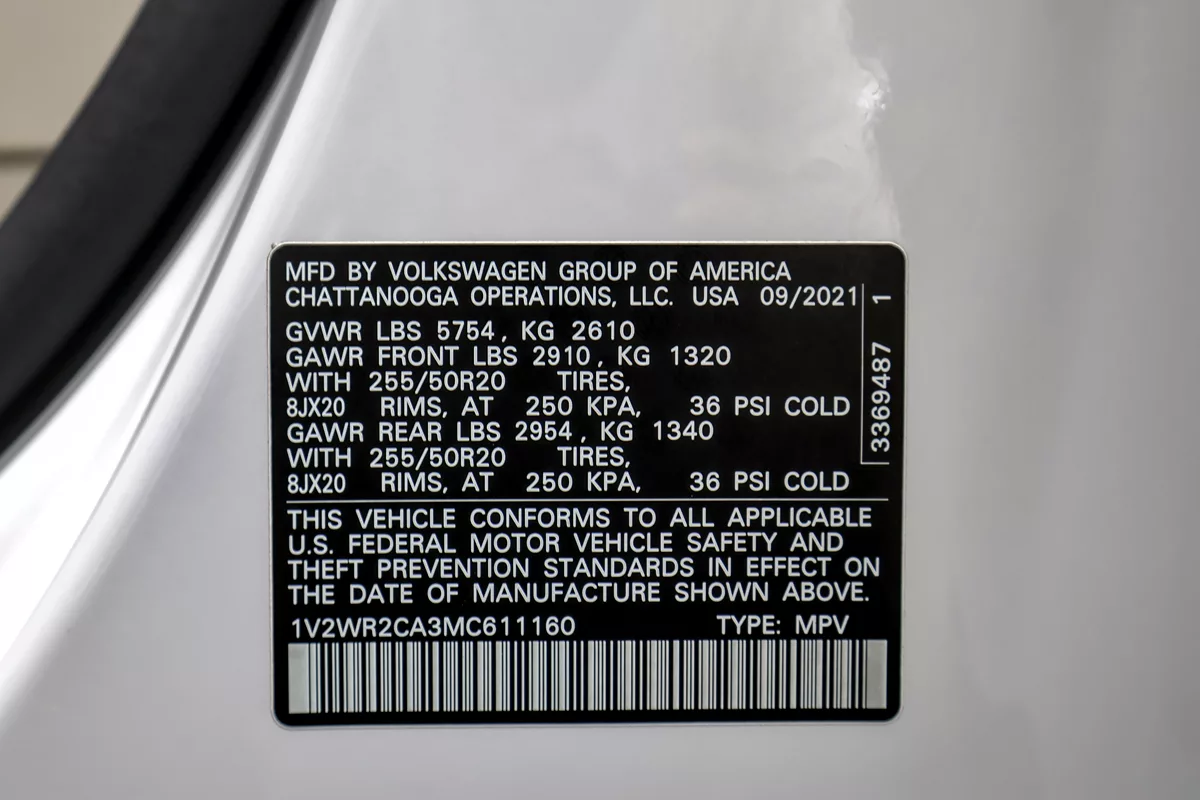 MFD BY VOLKSWAGEN GROUP OF AMERICA
CHATTANOOGA OPERATIONS, LLC. USA 09/2021
GVWR LBS 5754, KG 2610
GAWR FRONT LBS 2910, KG 1320
WITH 255/50R20 TIRES,
8JX20 RIMS, AT 250 KPA, 36 PSI COLD
GAWR REAR LBS 2954, KG 1340
WITH 255/50R20 TIRES,
8JX20 RIMS, AT 250 KPA, 36 PSI COLD
3369487 1
THIS VEHICLE CONFORMS TO ALL APPLICABLE
U.S. FEDERAL MOTOR VEHICLE SAFETY AND
THEFT PREVENTION STANDARDS IN EFFECT ON
THE DATE OF MANUFACTURE SHOWN ABOVE.
1V2WR2CA3MC611160 TYPE: MPV